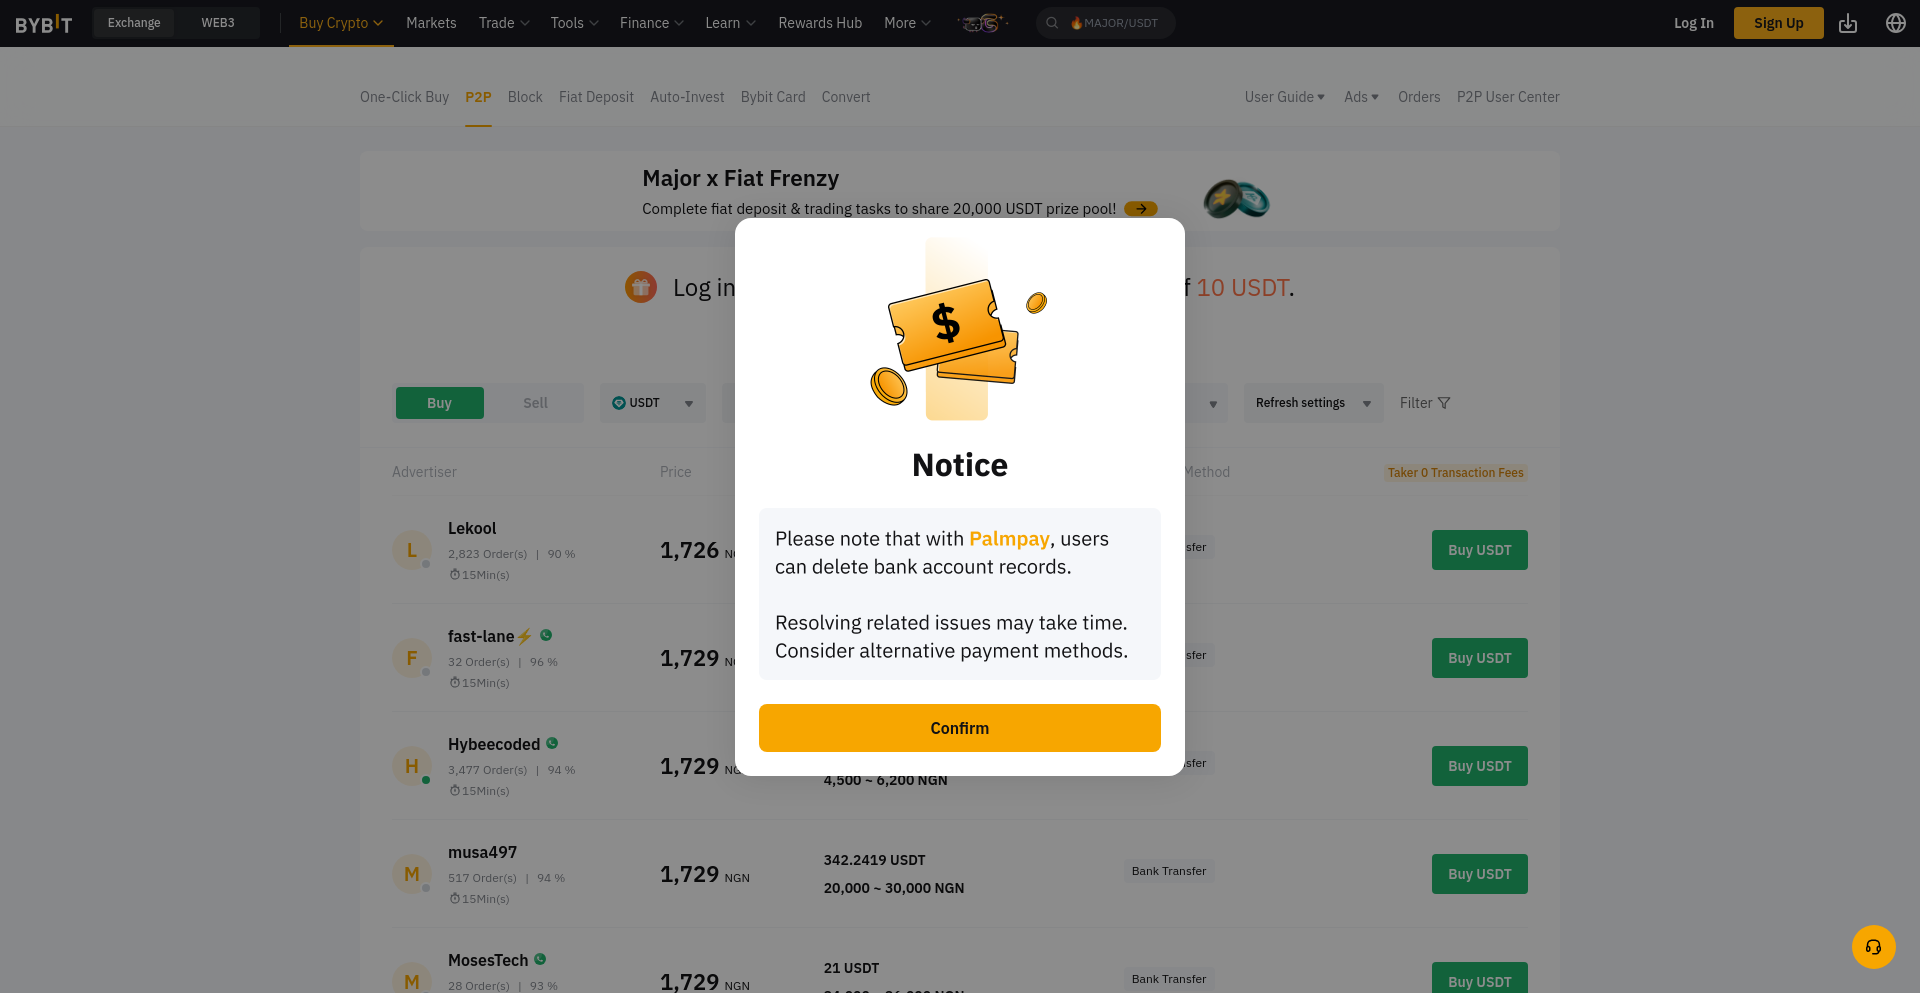 BYBIT
Exchange
WEB3
Buy Crypto
Markets
Trade
Tools
Finance
Learn
Rewards Hub
More
🔥MAJOR/USDT
Log In
Sign Up
One-Click Buy
P2P
Block
Fiat Deposit
Auto-Invest
Bybit Card
Convert
User Guide
Ads
Orders
P2P User Center
Major x Fiat Frenzy
Complete fiat deposit & trading tasks to share 20,000 USDT prize pool!
Log in
10 USDT.
Buy
Sell
USDT
Refresh settings
Filter
Advertiser
Price
Method
Taker 0 Transaction Fees
L
Lekool
2,823 Order(s) | 90 %
15Min(s)
1,726
Buy USDT
F
fast-lane⚡
32 Order(s) | 96 %
15Min(s)
1,729
Buy USDT
H
Hybeecoded
3,477 Order(s) | 94 %
15Min(s)
1,729
4,500 ~ 6,200 NGN
Buy USDT
M
musa497
517 Order(s) | 94 %
15Min(s)
1,729 NGN
342.2419 USDT
20,000 ~ 30,000 NGN
Bank Transfer
Buy USDT
M
MosesTech
28 Order(s) | 93 %
1,729 NGN
21 USDT
Bank Transfer
Buy USDT
$
Notice
Please note that with Palmpay, users
can delete bank account records.
Resolving related issues may take time.
Consider alternative payment methods.
Confirm